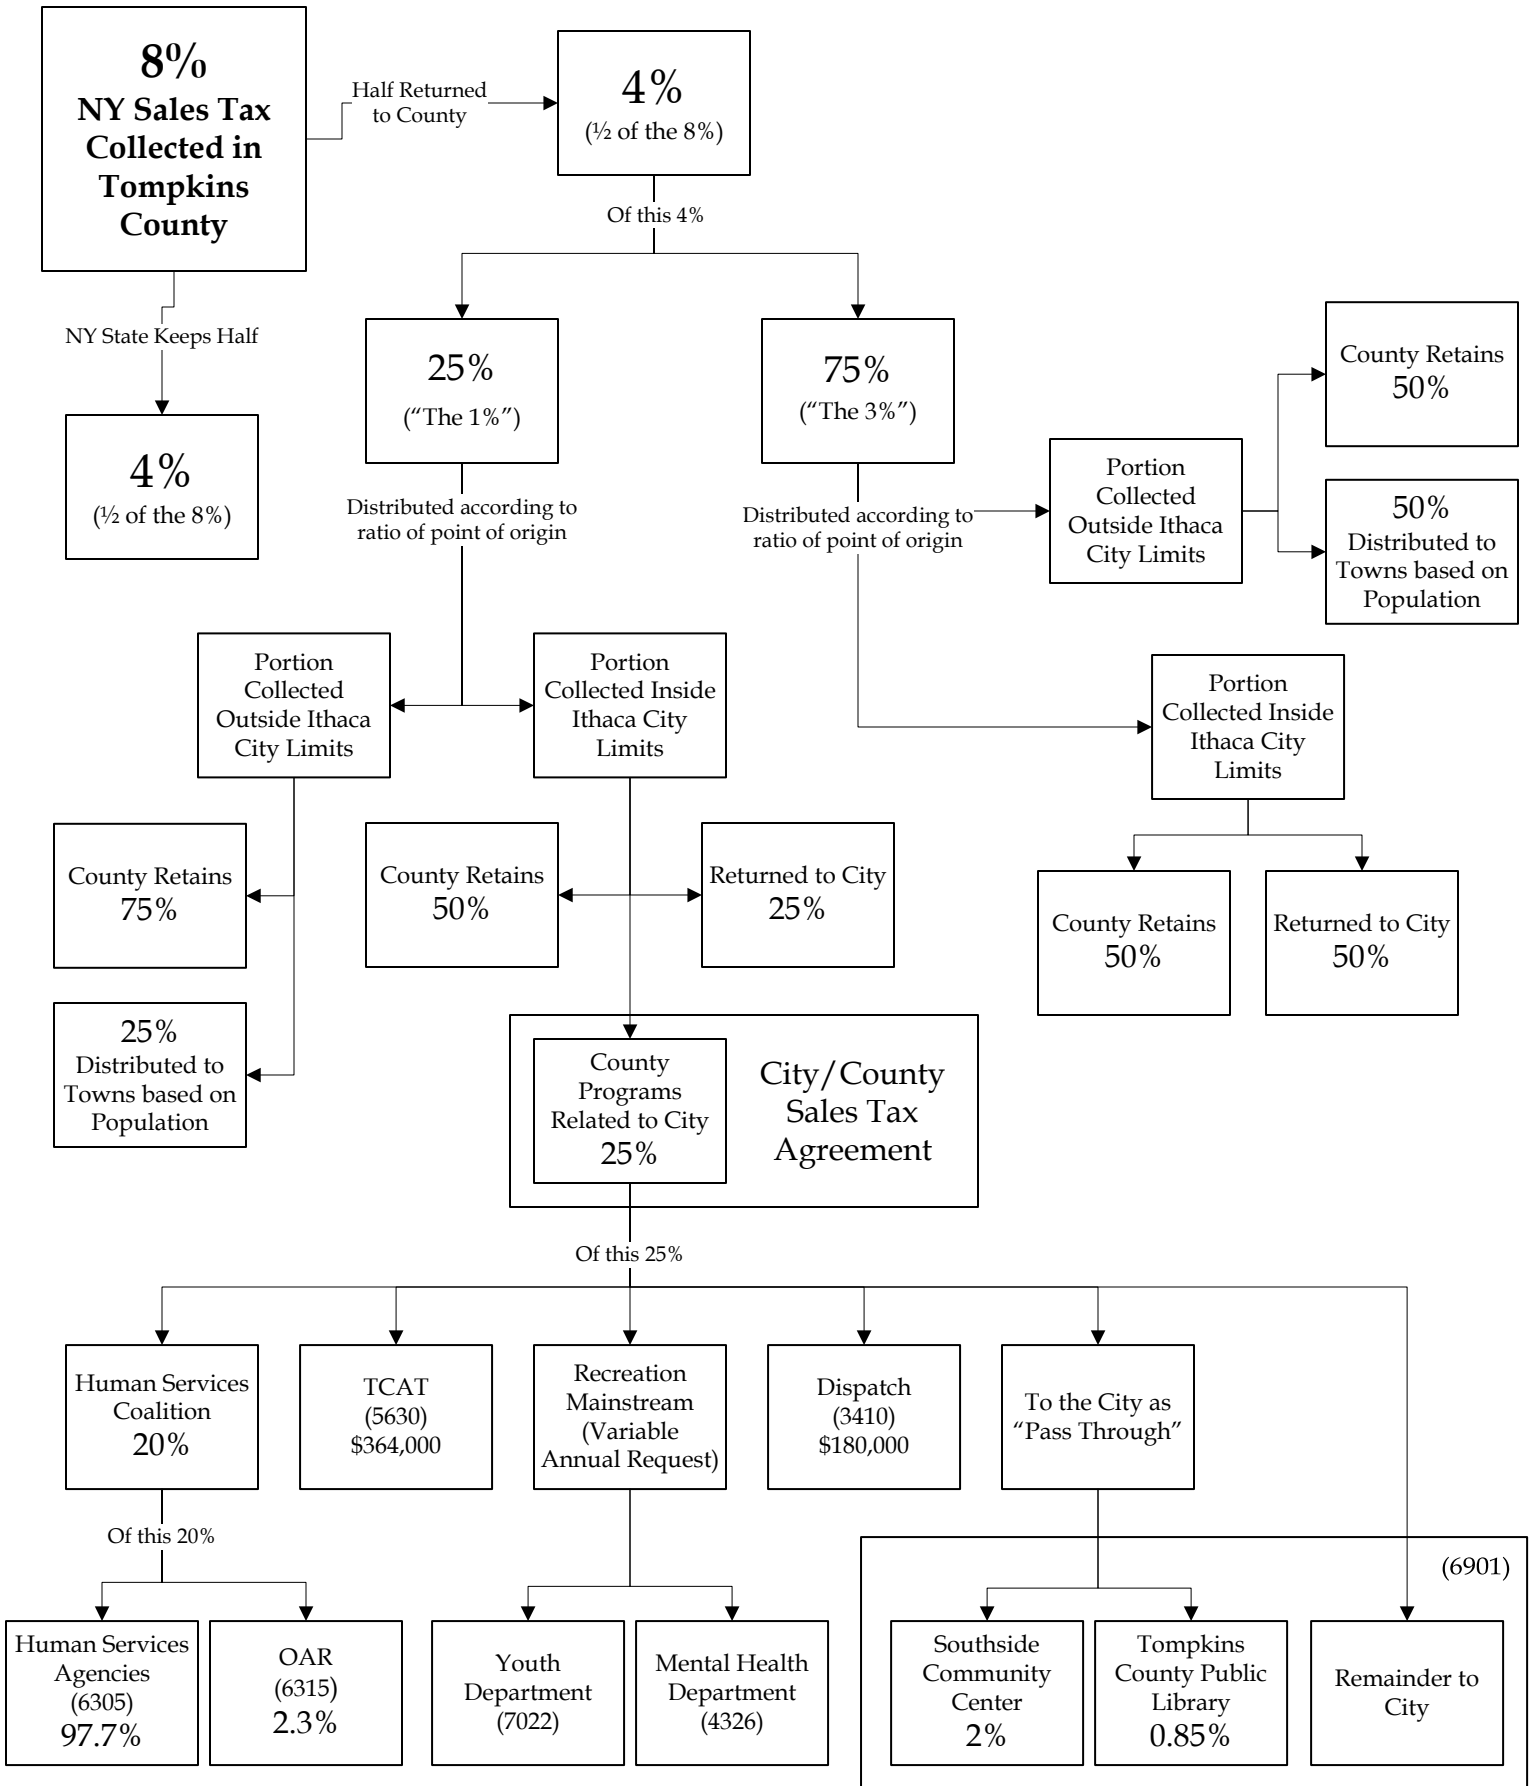 8%
NY Sales Tax
Collected in
Tompkins
County
Half Returned
to County
4%
(½ of the 8%)
Of this 4%
NY State Keeps Half
4%
(½ of the 8%)
25%
(“The 1%”)
75%
(“The 3%”)
Distributed according to
ratio of point of origin
Distributed according to
ratio of point of origin
Portion
Collected
Outside Ithaca
City Limits
County Retains
50%
50%
Distributed to
Towns based on
Population
Portion
Collected
Outside Ithaca
City Limits
Portion
Collected Inside
Ithaca City
Limits
Portion
Collected Inside
Ithaca City
Limits
County Retains
75%
County Retains
50%
Returned to City
25%
County Retains
50%
Returned to City
50%
25%
Distributed to
Towns based on
Population
County
Programs
Related to City
25%
City/County
Sales Tax
Agreement
Of this 25%
Human Services
Coalition
20%
TCAT
(5630)
$364,000
Recreation
Mainstream
(Variable
Annual Request)
Dispatch
(3410)
$180,000
To the City as
“Pass Through”
Of this 20%
(6901)
Human Services
Agencies
(6305)
97.7%
OAR
(6315)
2.3%
Youth
Department
(7022)
Mental Health
Department
(4326)
Southside
Community
Center
2%
Tompkins
County Public
Library
0.85%
Remainder to
City